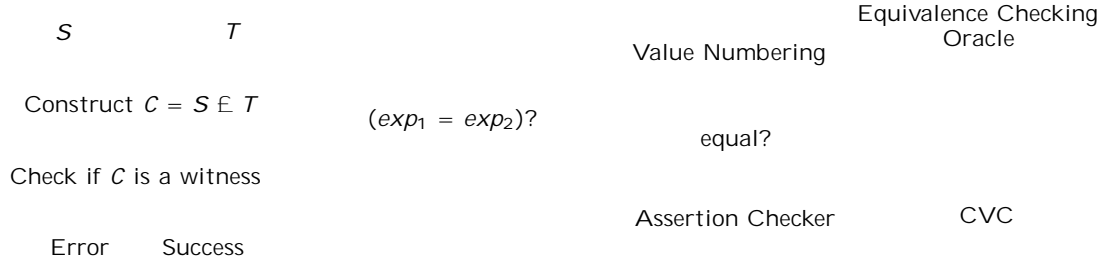 S T
Construct C = S £ T
Check if C is a witness
Error Success
(exp₁ = exp₂)?
Equivalence Checking
Oracle
Value Numbering
equal?
Assertion Checker CVC